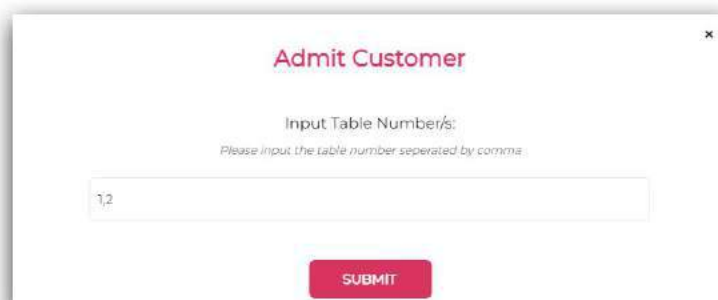 ×
Admit Customer
Input Table Number/s:
Please input the table number seperated by comma
1,2
SUBMIT